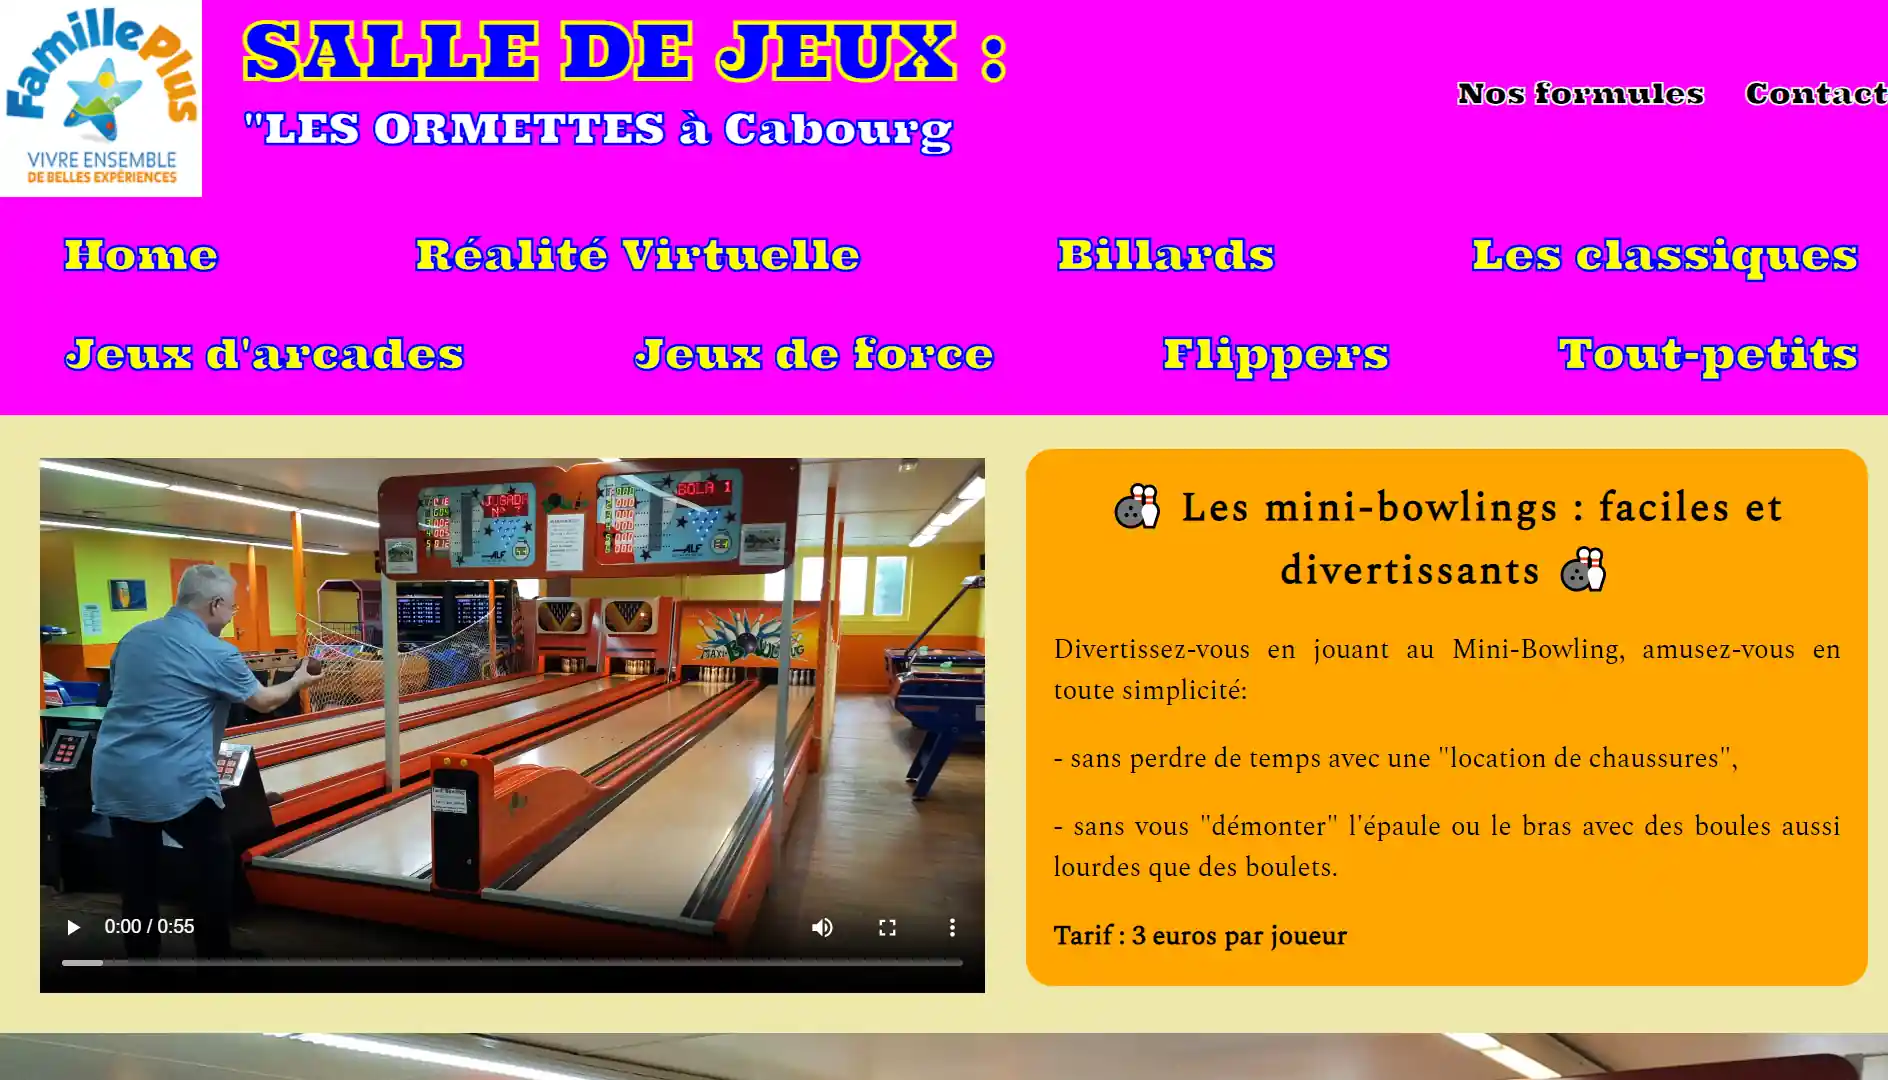 FamillePlus
VIVRE ENSEMBLE
DE BELLES EXPÉRIENCES
SALLE DE JEUX :
"LES ORMETTES à Cabourg
Nos formules
Contact
Home
Réalité Virtuelle
Billards
Les classiques
Jeux d'arcades
Jeux de force
Flippers
Tout-petits
JUGADA
BOLA 1
ALF
ALF
MAXI-BOWLING
0:00 / 0:55
Les mini-bowlings : faciles et
divertissants
Divertissez-vous en jouant au Mini-Bowling, amusez-vous en
toute simplicité:
- sans perdre de temps avec une "location de chaussures",
- sans vous "démonter" l'épaule ou le bras avec des boules aussi
lourdes que des boulets.
Tarif : 3 euros par joueur